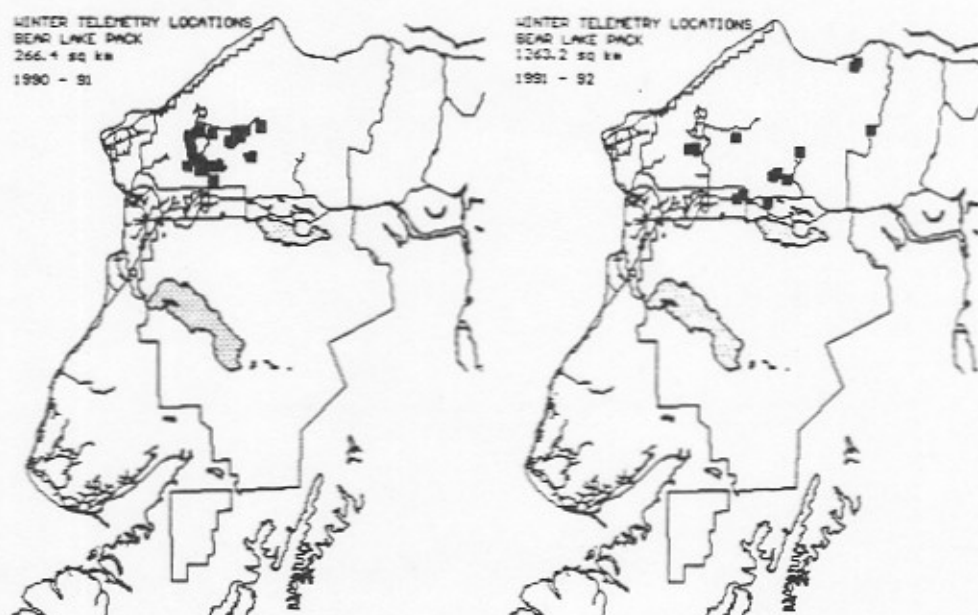 WINTER TELEMETRY LOCATIONS
BEAR LAKE PACK
266.4 sq km
1990 - 91
WINTER TELEMETRY LOCATIONS
BEAR LAKE PACK
1263.2 sq km
1991 - 92